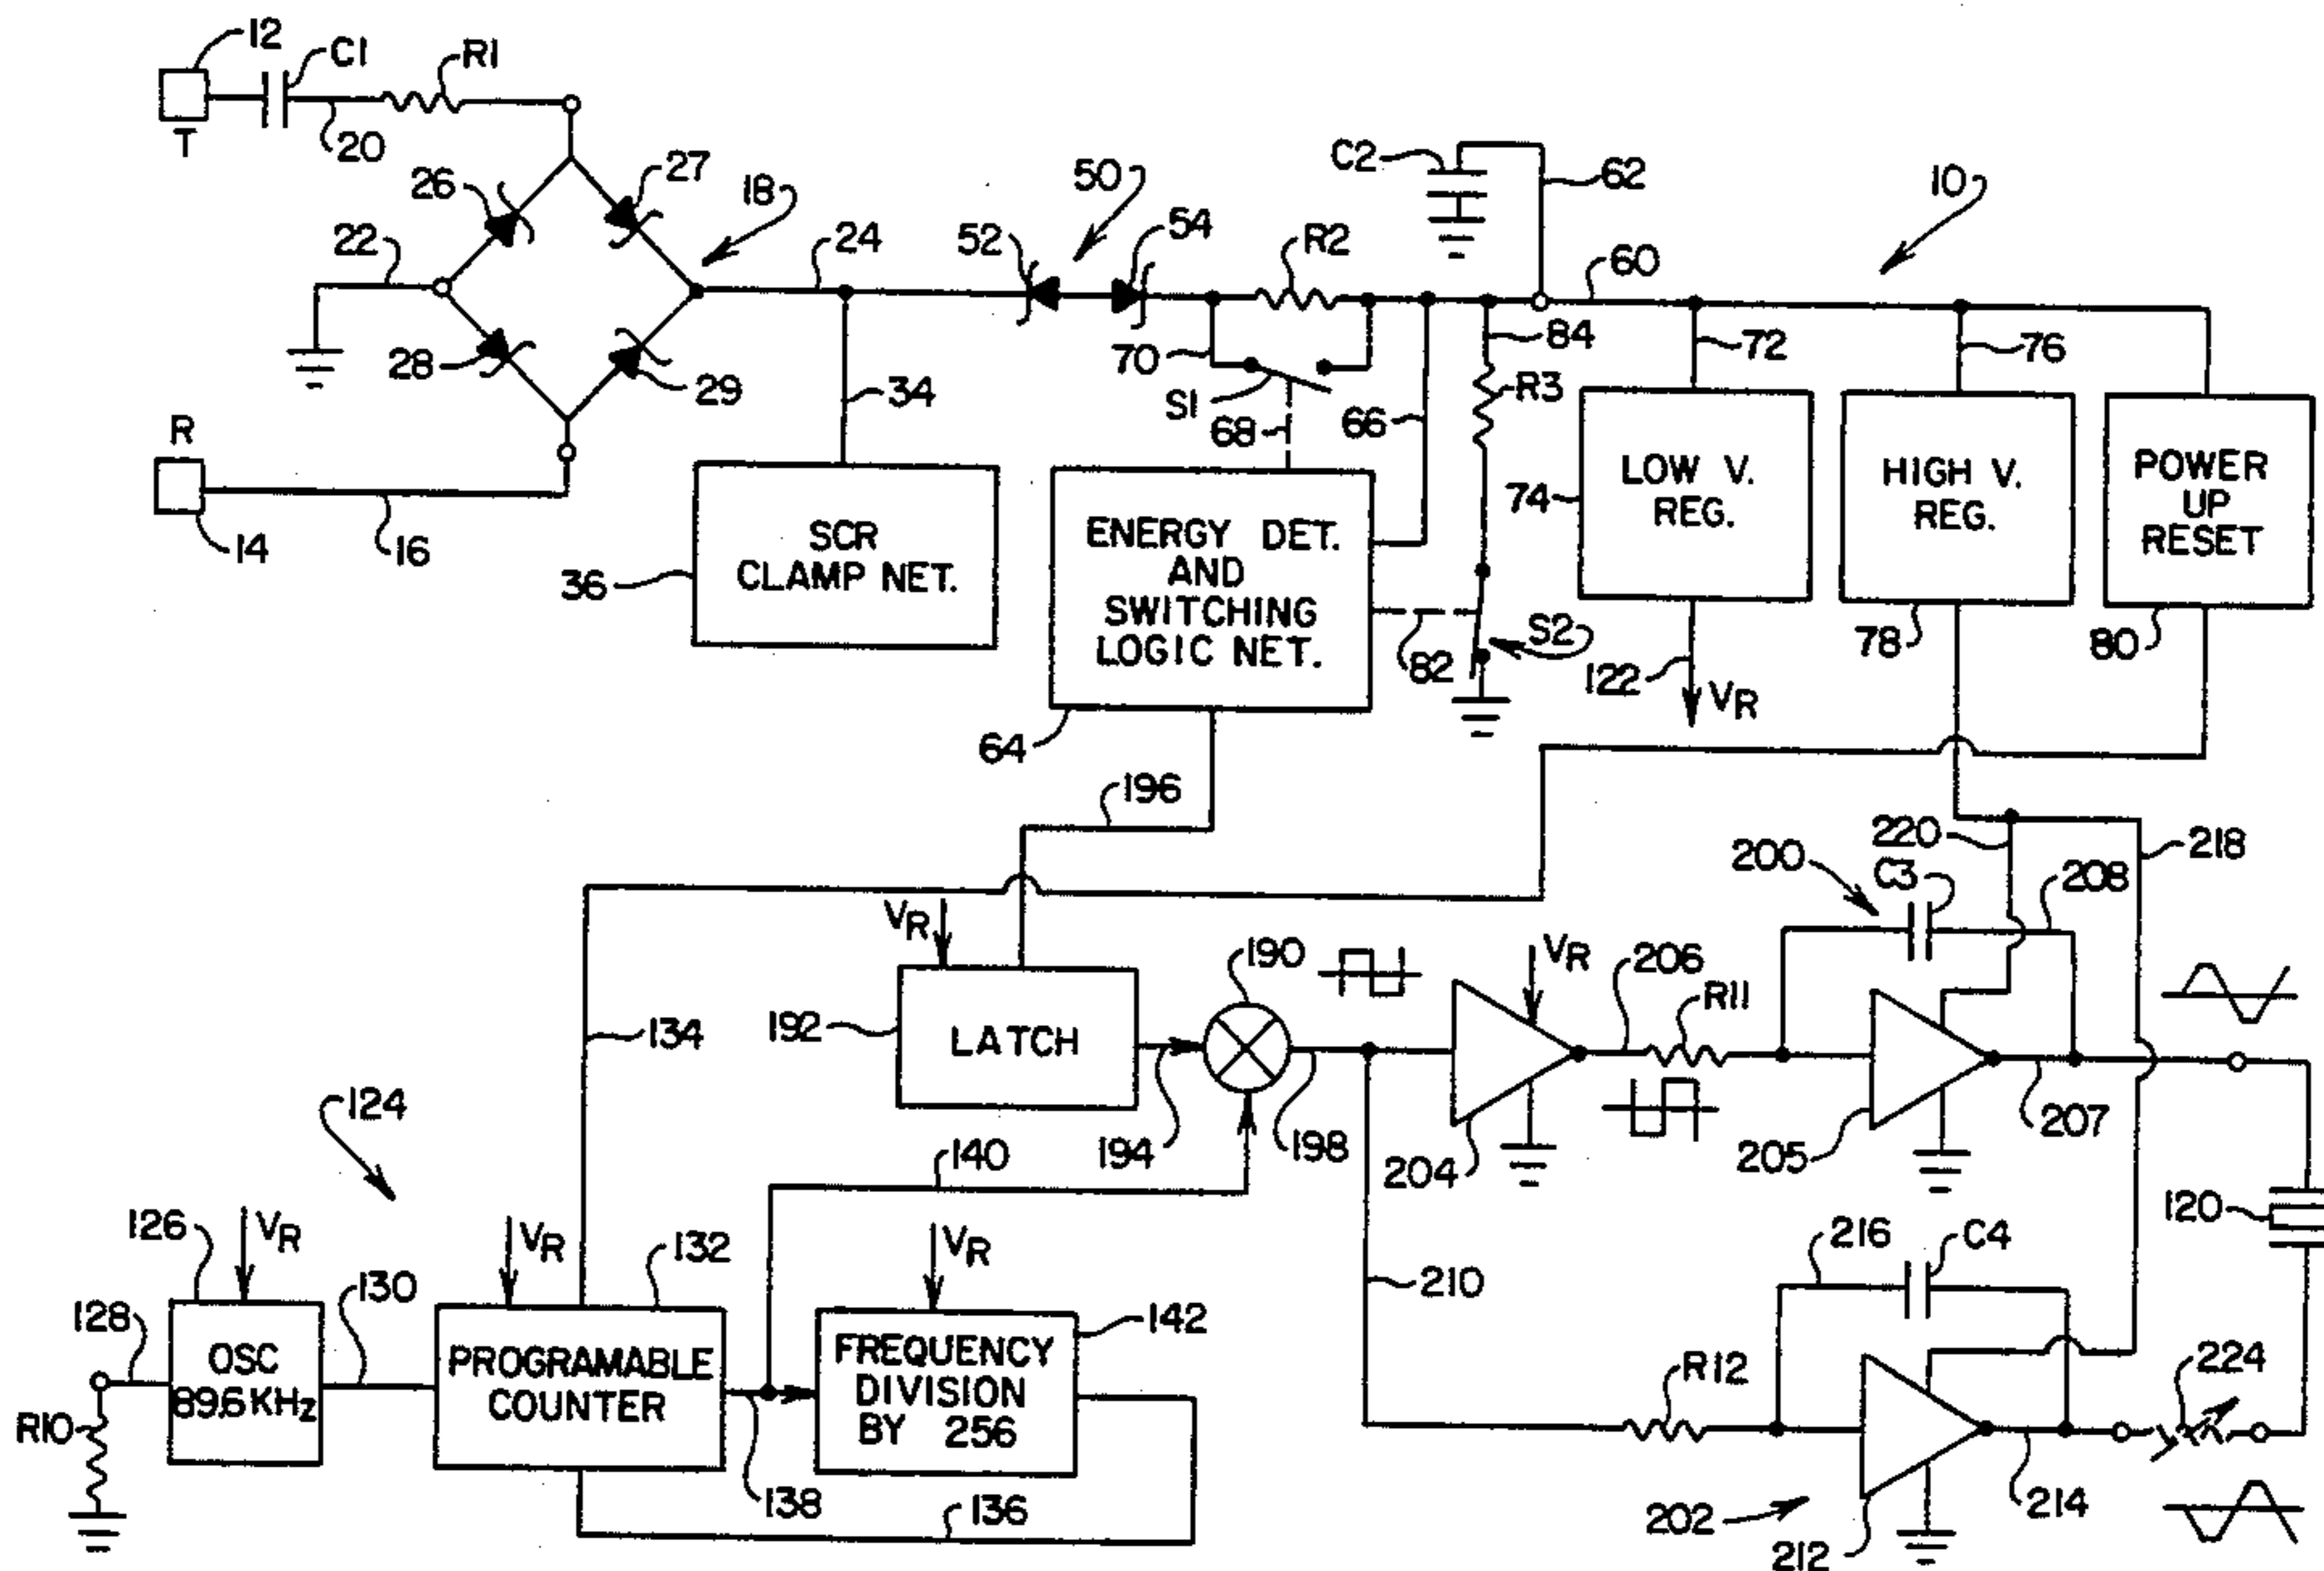 12
C1
R1
T
20
26
27
18
50
C2
62
10
22
24
52
54
R2
60
28
29
34
70
S1
68
66
84
R3
72
76
R
14
16
SCR
CLAMP NET.
36
ENERGY DET.
AND
SWITCHING
LOGIC NET.
64
82
S2
LOW V.
REG.
74
122
VR
HIGH V.
REG.
78
POWER
UP
RESET
80
196
220
218
200
C3
208
VR
190
VR
206
R11
192
LATCH
134
194
198
204
205
207
124
140
120
126
VR
VR
132
VR
216
C4
210
128
OSC
89.6 KHz
130
PROGRAMABLE
COUNTER
FREQUENCY
DIVISION
BY 256
142
R12
224
R10
138
136
202
212
214